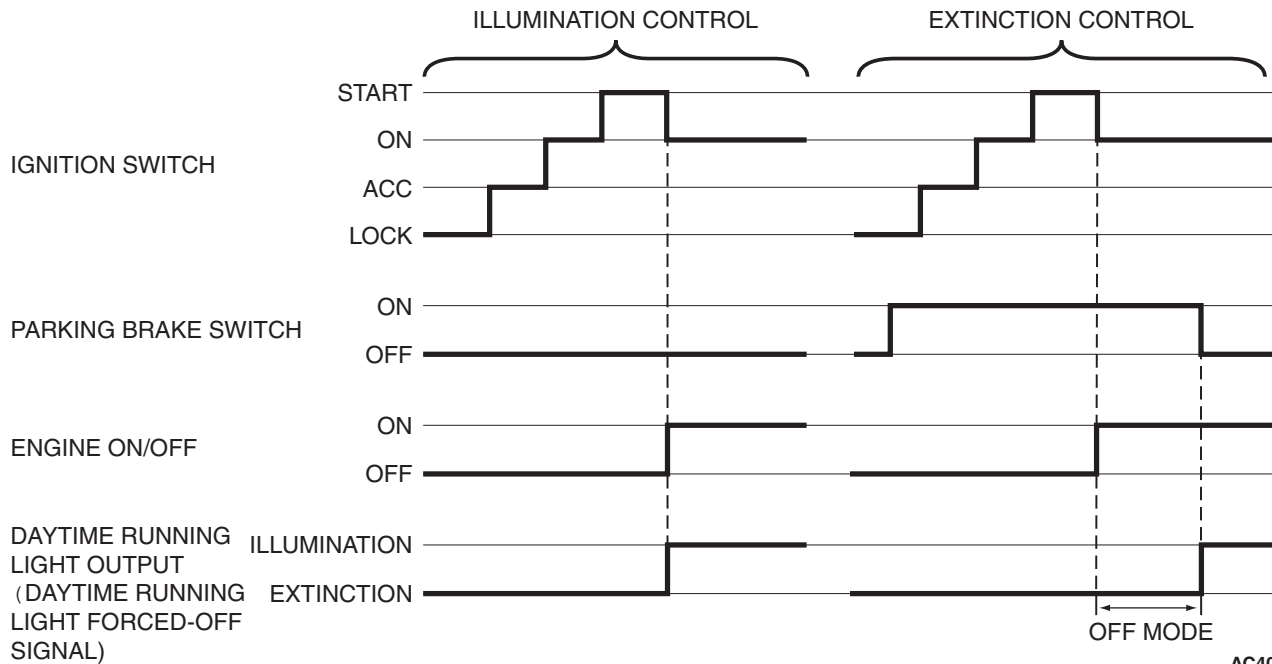 ILLUMINATION CONTROL
EXTINCTION CONTROL
IGNITION SWITCH
START
ON
ACC
LOCK
PARKING BRAKE SWITCH
ON
OFF
ENGINE ON/OFF
ON
OFF
DAYTIME RUNNING
LIGHT OUTPUT
(DAYTIME RUNNING
LIGHT FORCED-OFF
SIGNAL)
ILLUMINATION
EXTINCTION
OFF MODE